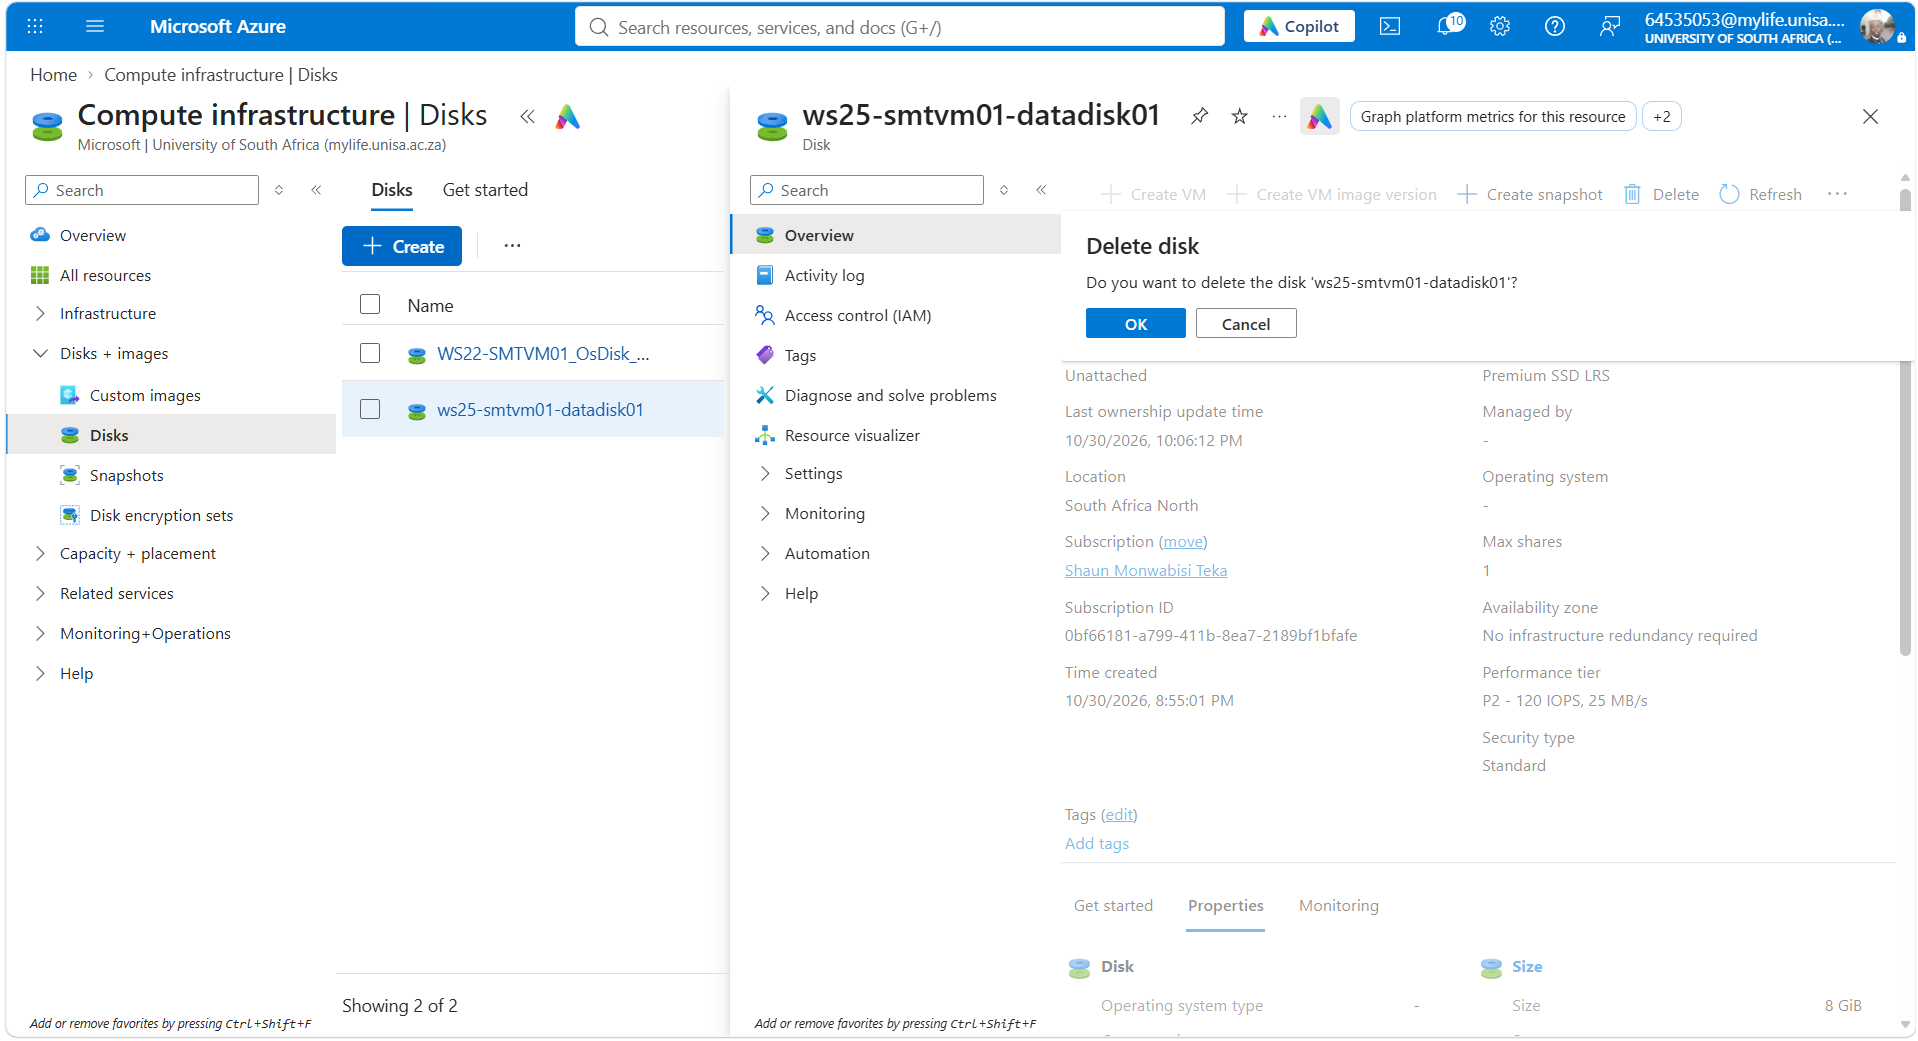 Microsoft Azure
Search resources, services, and docs (G+/)
Copilot
10
64535053@mylife.unisa....
UNIVERSITY OF SOUTH AFRICA (...
Home
Compute infrastructure | Disks
Compute infrastructure | Disks
Microsoft | University of South Africa (mylife.unisa.ac.za)
Search
Overview
All resources
Infrastructure
Disks + images
Custom images
Disks
Snapshots
Disk encryption sets
Capacity + placement
Related services
Monitoring+Operations
Help
Add or remove favorites by pressing Ctrl+Shift+F
Disks
Get started
Create
Name
WS22-SMTVM01_OsDisk_...
ws25-smtvm01-datadisk01
Showing 2 of 2
ws25-smtvm01-datadisk01
Disk
Graph platform metrics for this resource
+2
Search
Overview
Activity log
Access control (IAM)
Tags
Diagnose and solve problems
Resource visualizer
Settings
Monitoring
Automation
Help
Add or remove favorites by pressing Ctrl+Shift+F
Create VM
Create VM image version
Create snapshot
Delete
Refresh
Delete disk
Do you want to delete the disk 'ws25-smtvm01-datadisk01'?
OK
Cancel
Unattached
Last ownership update time
10/30/2026, 10:06:12 PM
Location
South Africa North
Subscription (move)
Shaun Monwabisi Teka
Subscription ID
0bf66181-a799-411b-8ea7-2189bf1bfafe
Time created
10/30/2026, 8:55:01 PM
Premium SSD LRS
Managed by
-
Operating system
-
Max shares
1
Availability zone
No infrastructure redundancy required
Performance tier
P2 - 120 IOPS, 25 MB/s
Security type
Standard
Tags (edit)
Add tags
Get started
Properties
Monitoring
Disk
Operating system type
-
Size
Size
8 GiB